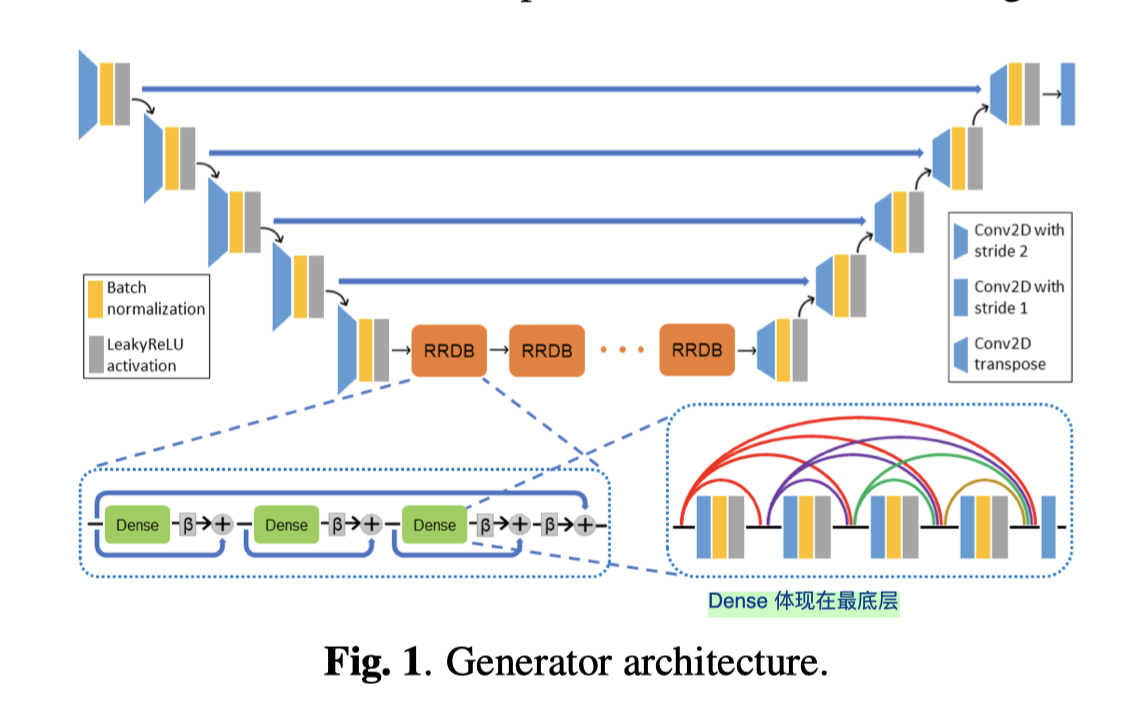 Batch
normalization
LeakyReLU
activation
Conv2D with
stride 2
Conv2D with
stride 1
Conv2D
transpose
RRDB RRDB RRDB
Dense β + Dense β + Dense β + β +
Dense 体现在最底层
Fig. 1. Generator architecture.